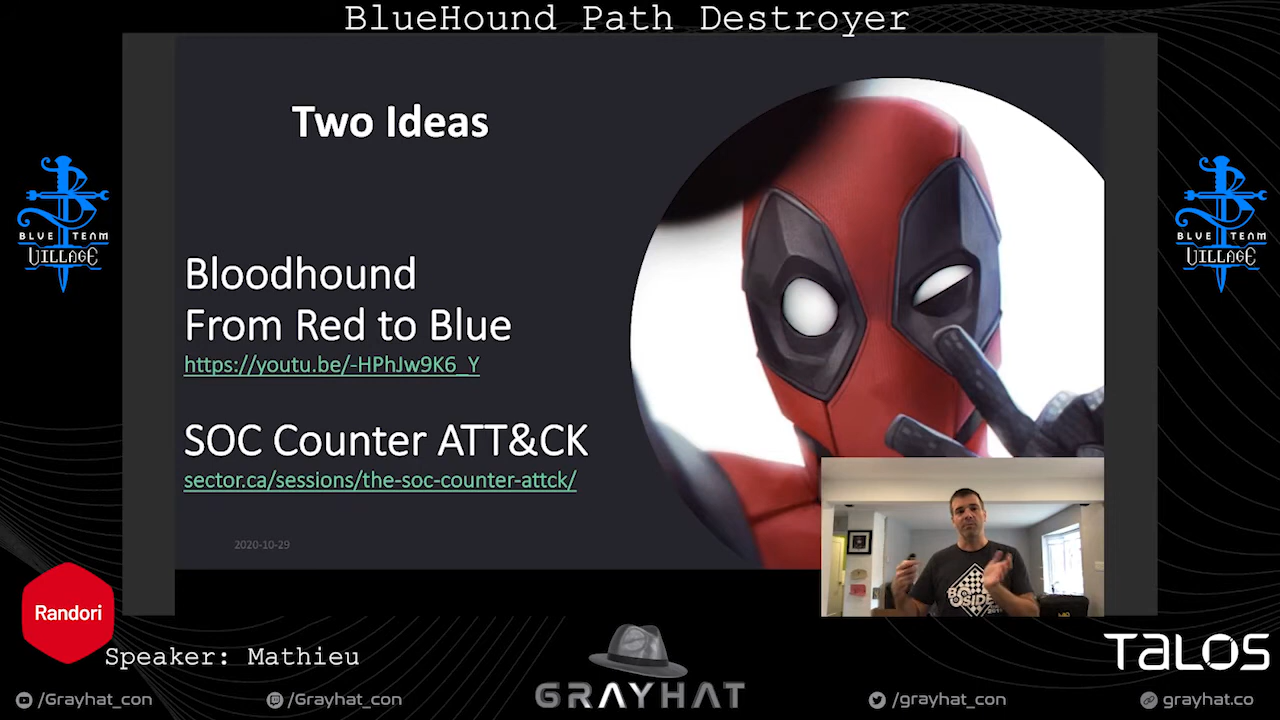 BlueHound Path Destroyer
Two Ideas
Bloodhound
From Red to Blue
https://youtu.be/-HPhJw9K6_Y
SOC Counter ATT&CK
sector.ca/sessions/the-soc-counter-attck/
2020-10-29
BLUE TEAM
VILLAGE
BLUE TEAM
VILLAGE
Randori
Speaker: Mathieu
GRAYHAT
TALOS
/Grayhat_con
/Grayhat_con
/grayhat_con
grayhat.co